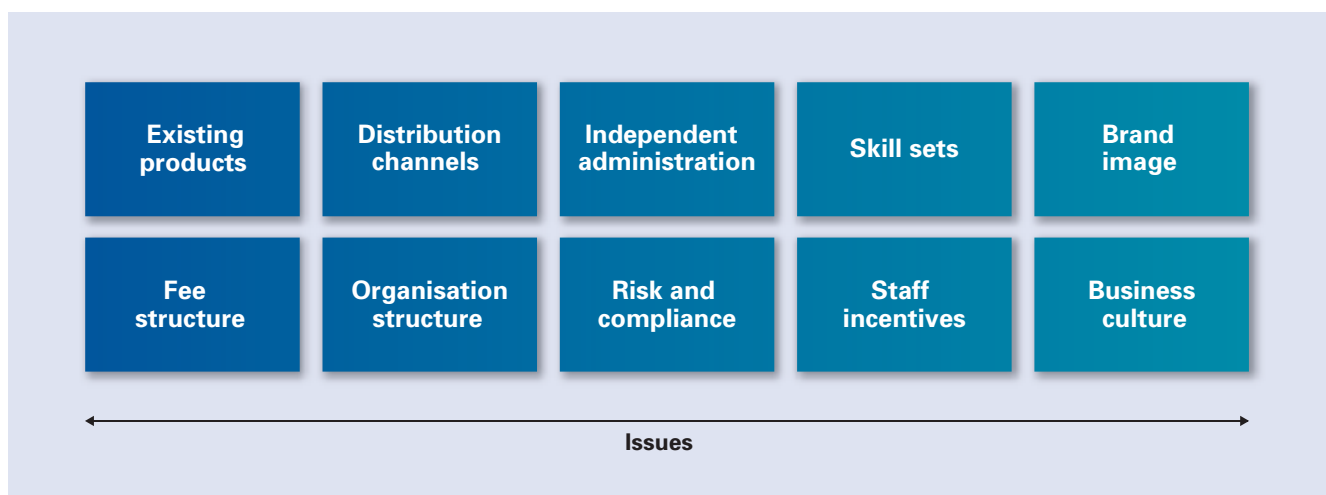 Existing
products
Distribution
channels
Independent
administration
Skill sets
Brand
image
Fee
structure
Organisation
structure
Risk and
compliance
Staff
incentives
Business
culture
Issues